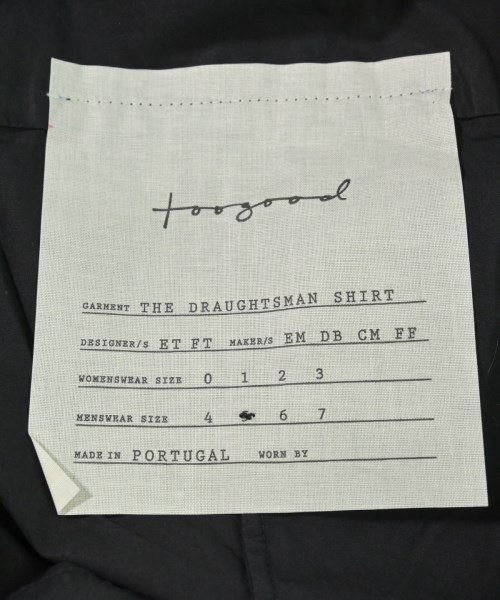 toogood
GARMENT THE DRAUGHTSMAN SHIRT
DESIGNER/S ET FT MAKER/S EM DB CM FF
WOMENSWEAR SIZE 0 1 2 3
MENSWEAR SIZE 4 6 7
MADE IN PORTUGAL WORN BY